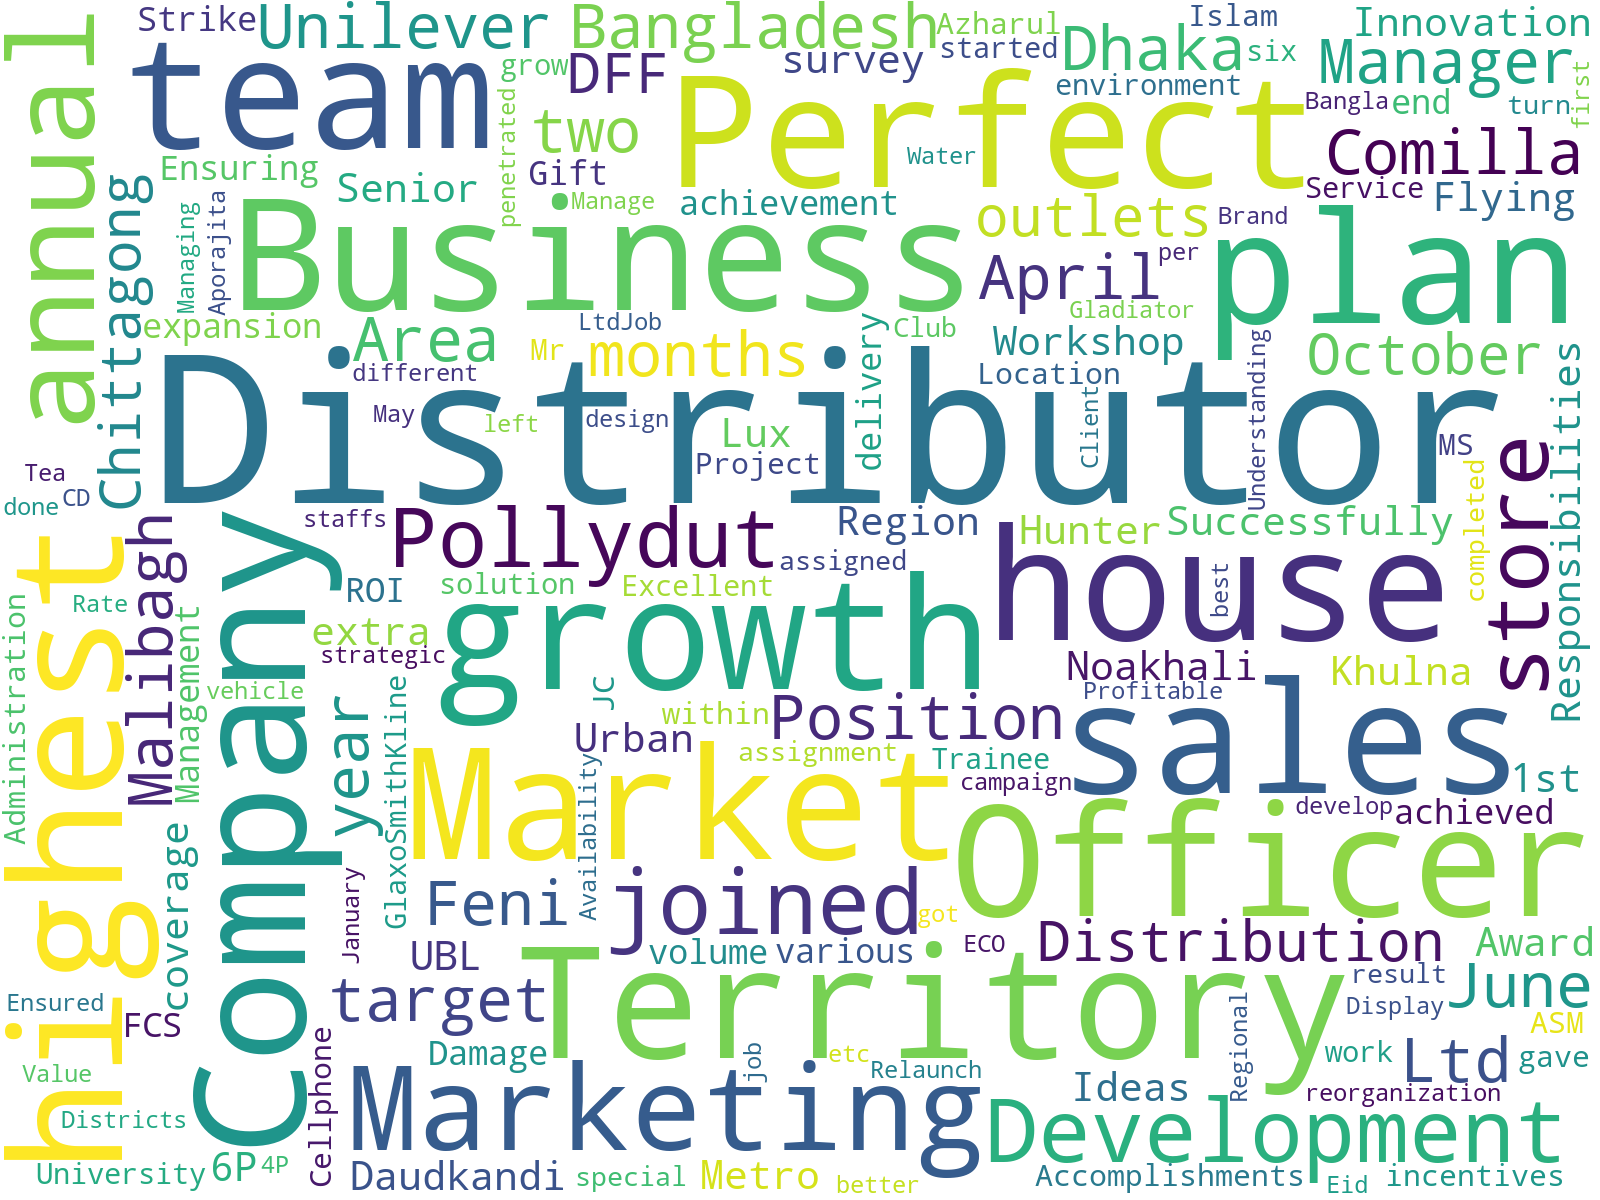 Strike
Unilever
Bangladesh
Azharul
Islam
Innovation
annual
team
grow
DFF
survey
started
Dhaka
six
Manager
environment
Bangla
end
turn
first
penetrated
two
Perfect
Comilla
Ensuring
Senior
Gift
Manage
Water
achievement
outlets
Service
Flying
Brand
Chittagong
Managing
Aporajita
Business
April
per
plan
expansion
Area
LtdJob
Mr
months
delivery
Club
Gladiator
Workshop
October
different
Location
Distributor
May
left
design
Lux
Project
Client
Understanding
MS
store
Responsibilities
Tea
CD
done
Malibagh
staffs
Pollydut
Region
Hunter
Successfully
completed
highest
Company
assigned
house
best
Rate
ROI
solution
Excellent
growth
Administration
Management
extra
strategic
Noakhali
Khulna
vehicle
year
GlaxoSmithKline
JC
within
Position
Profitable
sales
Urban
assignment
Trainee
campaign
1st
Market
Availability
develop
achieved
Officer
coverage
January
Feni
joined
got
UBL
volume
various
ECO
Distribution
Award
Ensured
FCS
target
Territory
result
Display
June
ASM
Regional
Cellphone
Damage
job
etc
Relaunch
work
Ltd
gave
Value
Marketing
Ideas
reorganization
Districts
Development
University
6P
4P
Daudkandi
special
Metro
better
Accomplishments
Eid
incentives